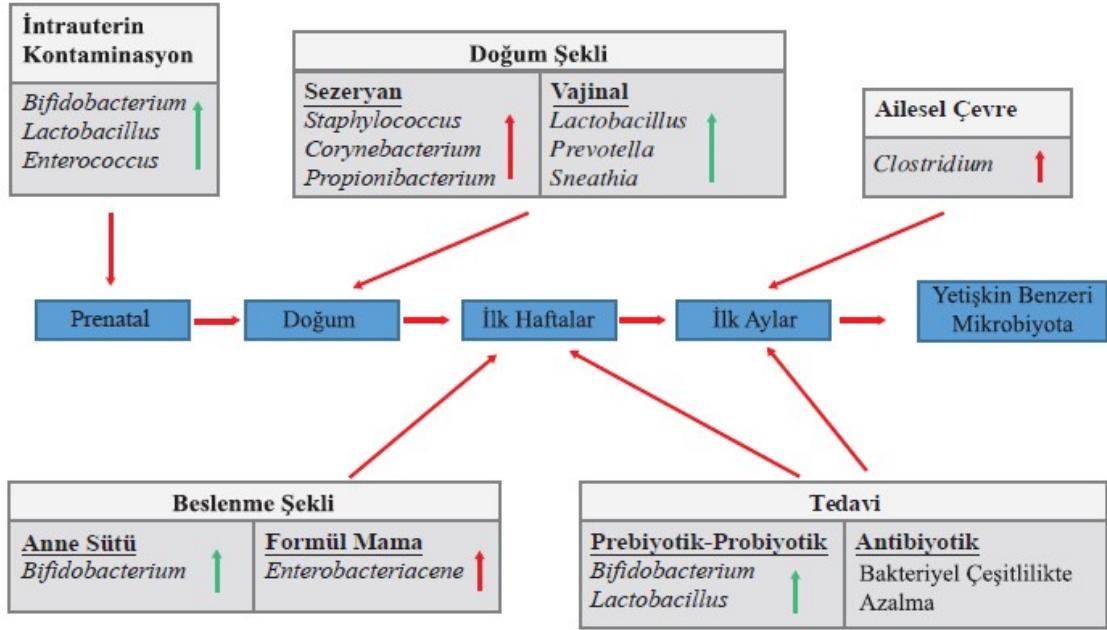 İntrauterin
Kontaminasyon
Bifidobacterium
Lactobacillus
Enterococcus
Doğum Şekli
Sezeryan
Staphylococcus
Corynebacterium
Propionibacterium
Vajinal
Lactobacillus
Prevotella
Sneathia
Ailesel Çevre
Clostridium
Prenatal
Doğum
İlk Haftalar
İlk Aylar
Yetişkin Benzeri
Mikrobiyota
Beslenme Şekli
Anne Sütü
Bifidobacterium
Formül Mama
Enterobacteriacene
Tedavi
Prebiyotik-Probiyotik
Bifidobacterium
Lactobacillus
Antibiyotik
Bakteriyel Çeşitlilikte
Azalma